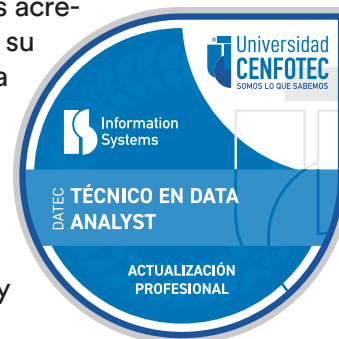 s acre-
su
a
y
Universidad
CENFOTEC
SOMOS LO QUE SABEMOS
Information
Systems
DATEC
TÉCNICO EN DATA
ANALYST
ACTUALIZACIÓN
PROFESIONAL